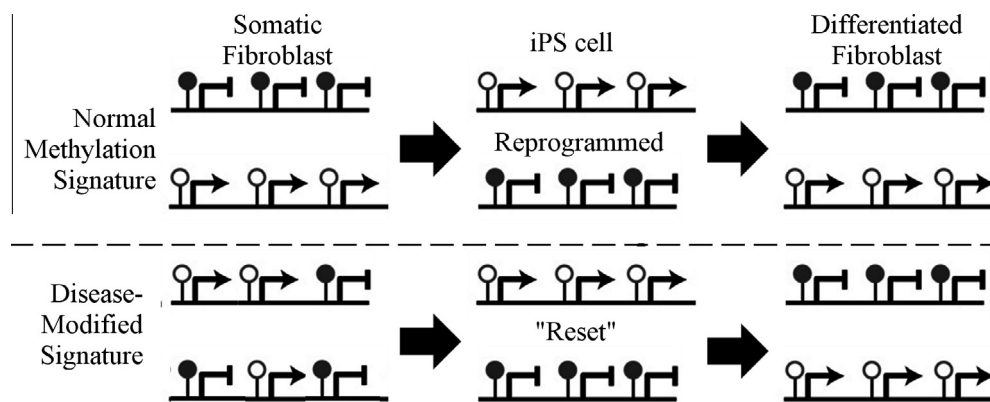 Somatic
Fibroblast
iPS cell
Differentiated
Fibroblast
Normal
Methylation
Signature
Reprogrammed
Disease-
Modified
Signature
"Reset"